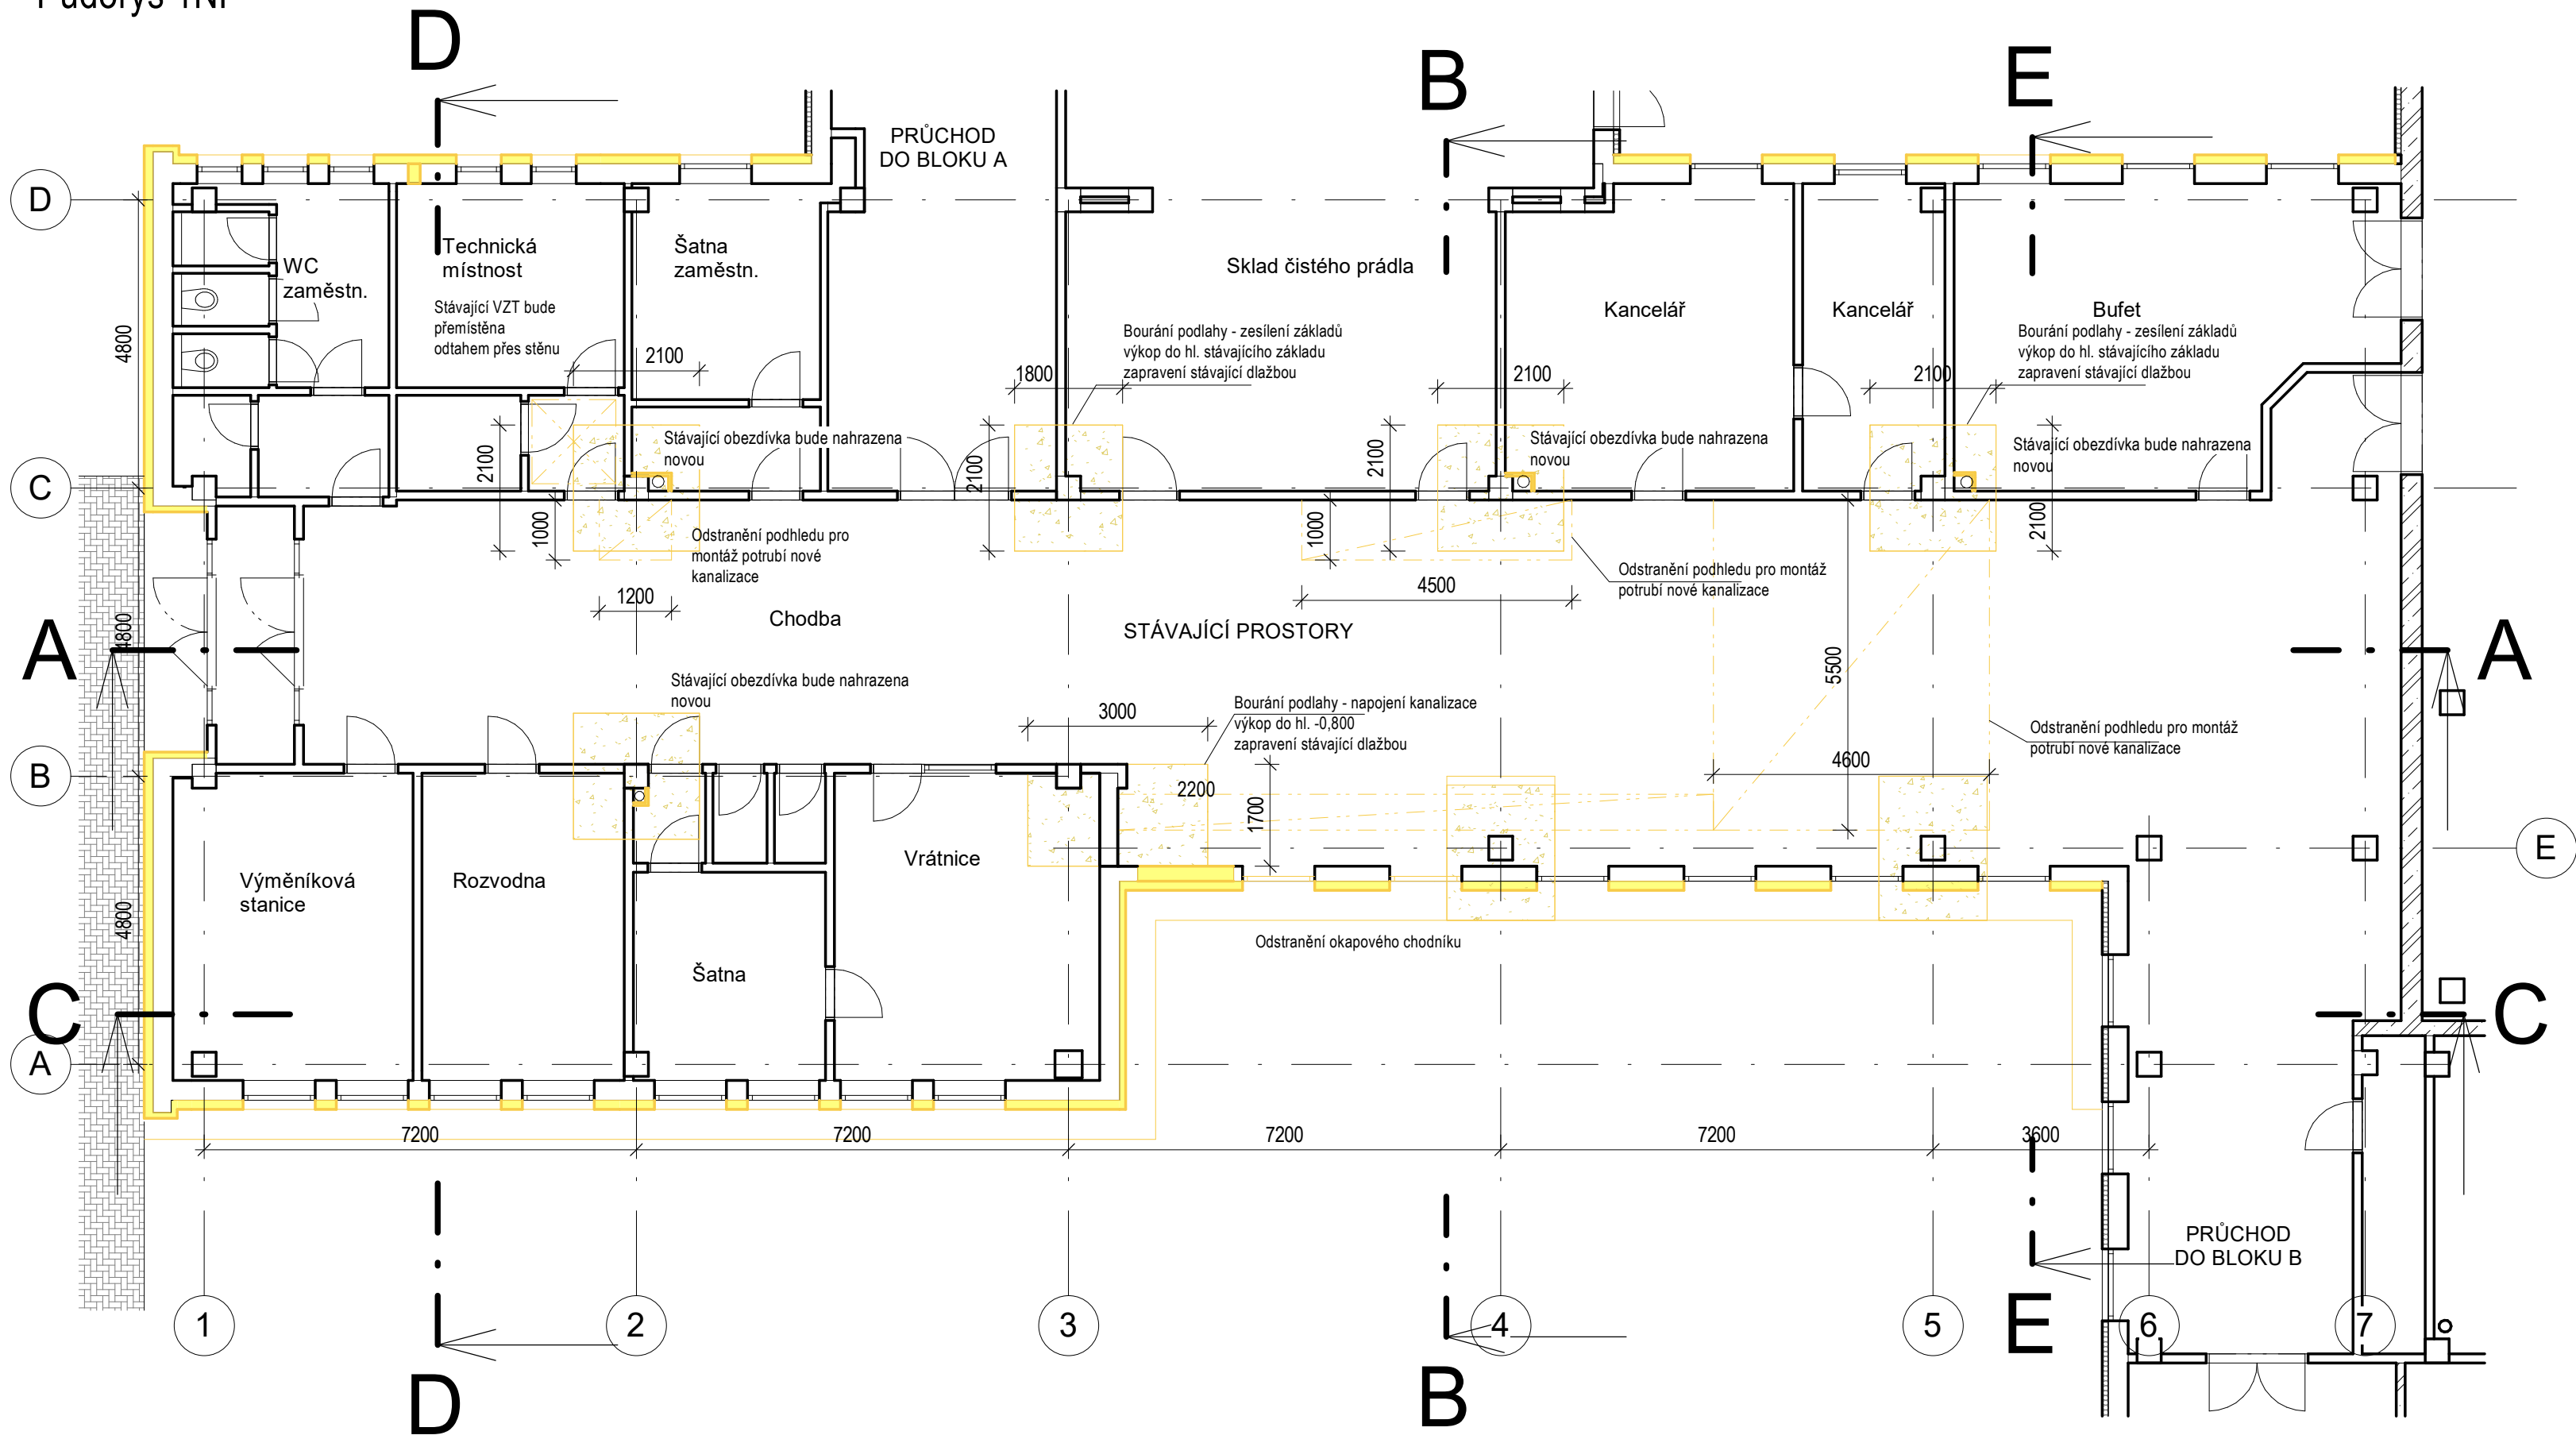 D
B
E
PRŮCHOD
DO BLOKU A
D
Technická
místnost
Šatna
zaměstn.
WC
zaměstn.
Sklad čistého prádla
Kancelář
Kancelář
Bufet
Stávající VZT bude
přemístěna
odtahem přes stěnu
Bourání podlahy - zesílení základů
výkop do hl. stávajícího základu
zapravení stávající dlažbou
Bourání podlahy - zesílení základů
výkop do hl. stávajícího základu
zapravení stávající dlažbou
4800
2100
1800
2100
2100
Stávající obezdívka bude nahrazena
novou
Stávající obezdívka bude nahrazena
novou
Stávající obezdívka bude nahrazena
novou
2100
2100
2100
2100
C
1000
1000
Odstranění podhledu pro
montáž potrubí nové
kanalizace
Odstranění podhledu pro montáž
potrubí nové kanalizace
1200
4500
Chodba
STÁVAJÍCÍ PROSTORY
4800
A
A
5500
Stávající obezdívka bude nahrazena
novou
3000
Bourání podlahy - napojení kanalizace
výkop do hl. -0,800
zapravení stávající dlažbou
Odstranění podhledu pro montáž
potrubí nové kanalizace
B
4600
2200
1700
E
Vrátnice
Výměníková
stanice
Rozvodna
4800
Odstranění okapového chodníku
Šatna
C
C
A
7200
7200
7200
7200
3600
PRŮCHOD
DO BLOKU B
1
2
3
4
5
E
6
7
D
B